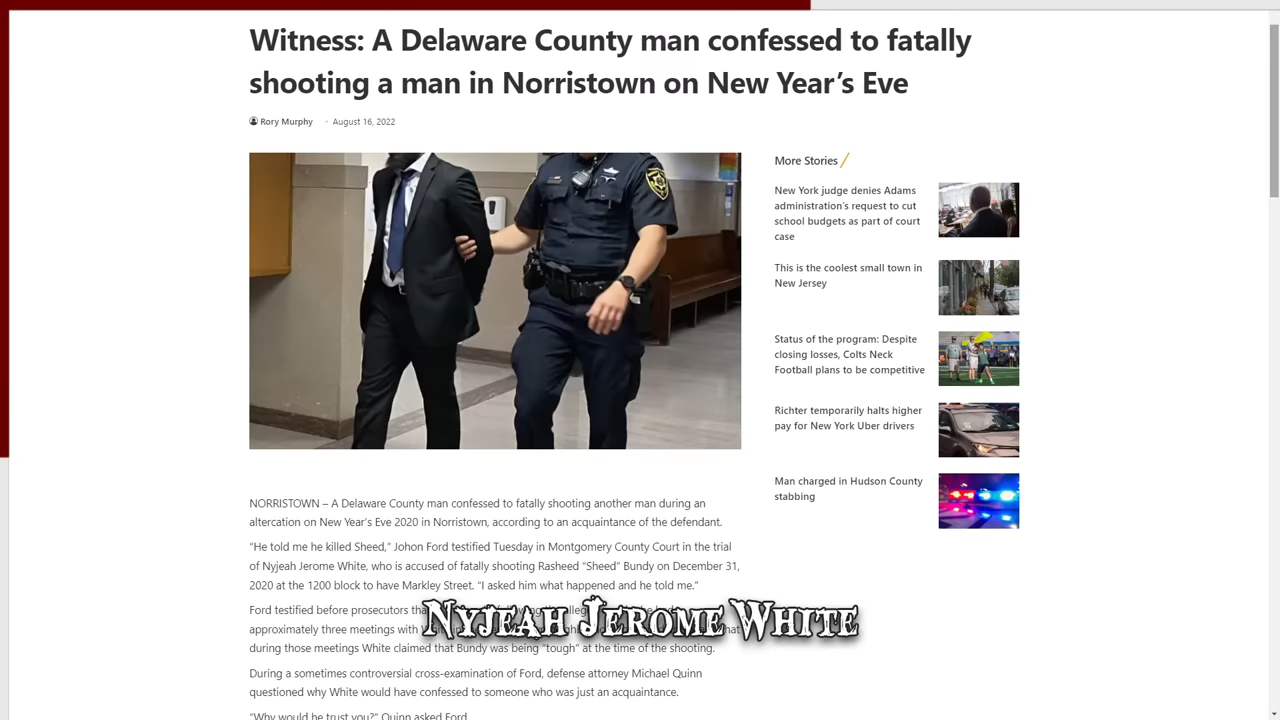 Witness: A Delaware County man confessed to fatally
shooting a man in Norristown on New Year’s Eve
Rory Murphy
August 16, 2022
More Stories
New York judge denies Adams
administration’s request to cut
school budgets as part of court
case
This is the coolest small town in
New Jersey
Status of the program: Despite
closing losses, Colts Neck
Football plans to be competitive
Richter temporarily halts higher
pay for New York Uber drivers
Man charged in Hudson County
stabbing
NORRISTOWN – A Delaware County man confessed to fatally shooting another man during an
altercation on New Year’s Eve 2020 in Norristown, according to an acquaintance of the defendant.
“He told me he killed Sheed,” Johon Ford testified Tuesday in Montgomery County Court in the trial
of Nyjeah Jerome White, who is accused of fatally shooting Rasheed “Sheed” Bundy on December 31,
2020 at the 1200 block to have Markley Street. “I asked him what happened and he told me.”
Ford testified before prosecutors
approximately three meetings with
Nyjeah Jerome White
during those meetings White claimed that Bundy was being “tough” at the time of the shooting.
During a sometimes controversial cross-examination of Ford, defense attorney Michael Quinn
questioned why White would have confessed to someone who was just an acquaintance.
“Why would he trust you?” Quinn asked Ford.